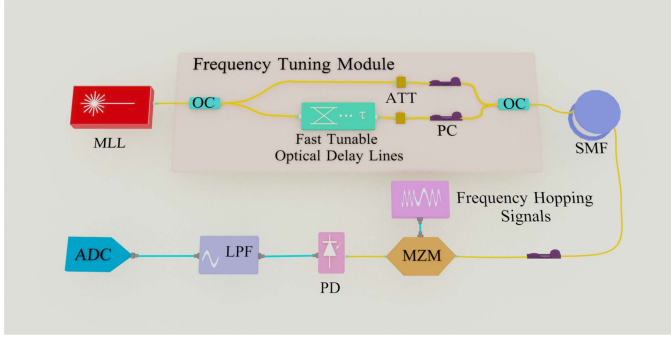 Frequency Tuning Module
OC
ATT
OC
MLL
τ
PC
Fast Tunable
Optical Delay Lines
SMF
Frequency Hopping
Signals
ADC
LPF
MZM
PD